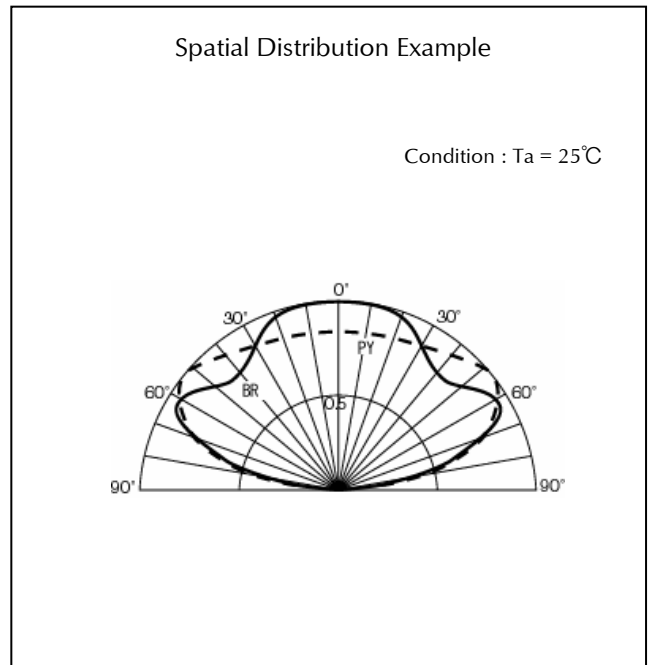 Spatial Distribution Example
Condition : Ta = 25℃
0°
30° 30°
PY
BR
60° 0.5 60°
90° 90°